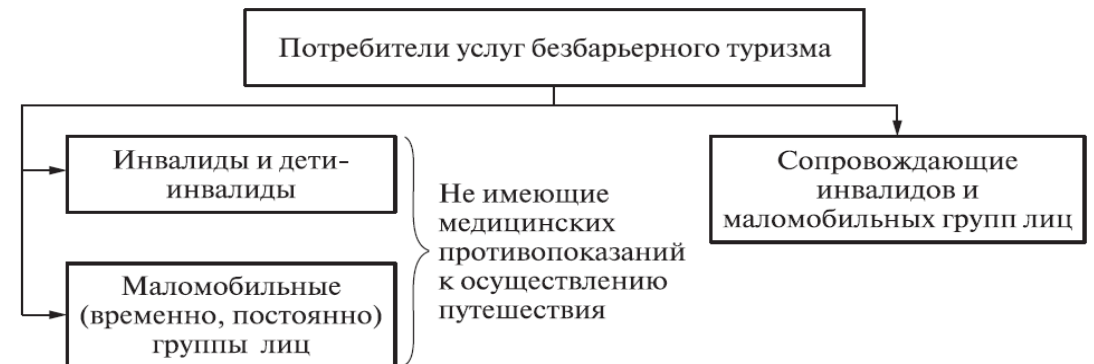 Потребители услуг безбарьерного туризма
Инвалиды и дети-
инвалиды
Маломобильные
(временно, постоянно)
группы лиц
Не имеющие
медицинских
противопоказаний
к осуществлению
путешествия
Сопровождающие
инвалидов и
маломобильных групп лиц